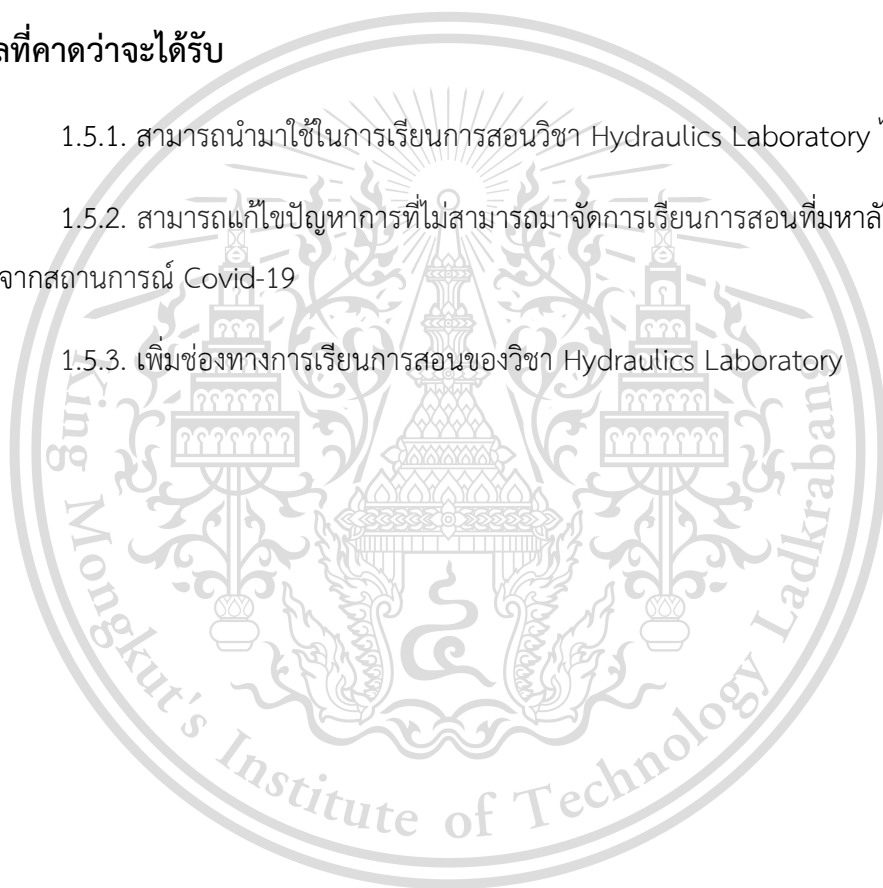 ลที่คาดว่าจะได้รับ
1.5.1. สามารถนำมาใช้ในการเรียนการสอนวิชา Hydraulics Laboratory
1.5.2. สามารถแก้ไขปัญหาการที่ไม่สามารถมาจัดการเรียนการสอนที่มหาลั
จากสถานการณ์ Covid-19
1.5.3. เพิ่มช่องทางการเรียนการสอนของวิชา Hydraulics Laboratory
King Mongkut's Institute of Technology Ladkrabang